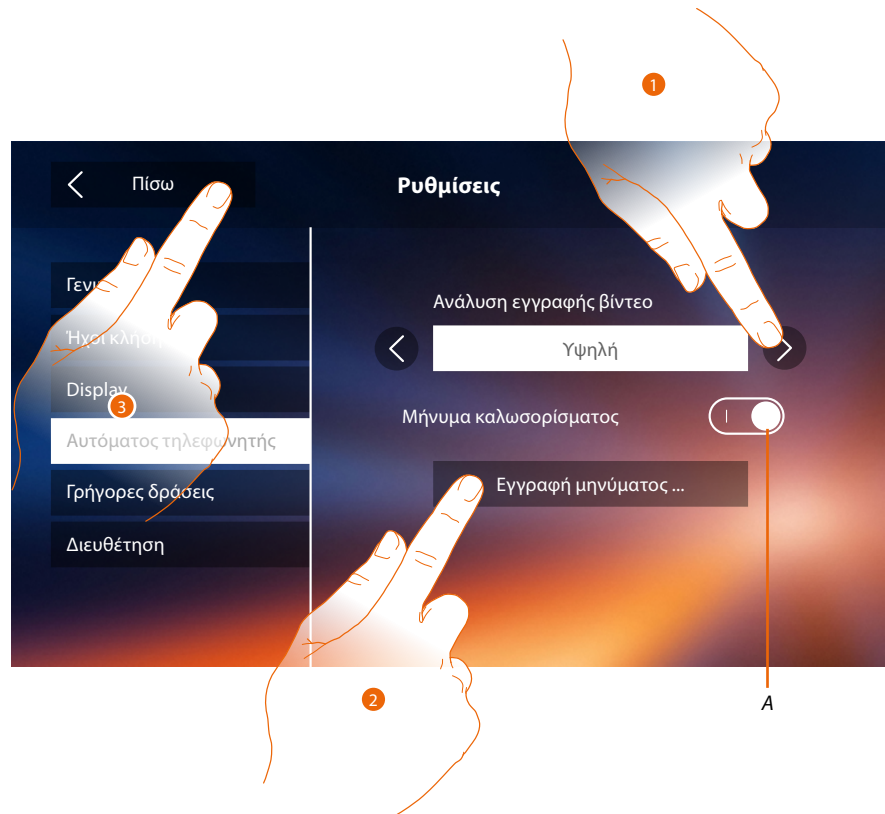 1
Πίσω
Ρυθμίσεις
Ανάλυση εγγραφής βίντεο
Υψηλή
Ήχοι
Display
3
Μήνυμα καλωσορίσματος
Αυτόματος τηλεφωνητής
Εγγραφή μηνύματος ...
Γρήγορες δράσεις
Διευθέτηση
2
A